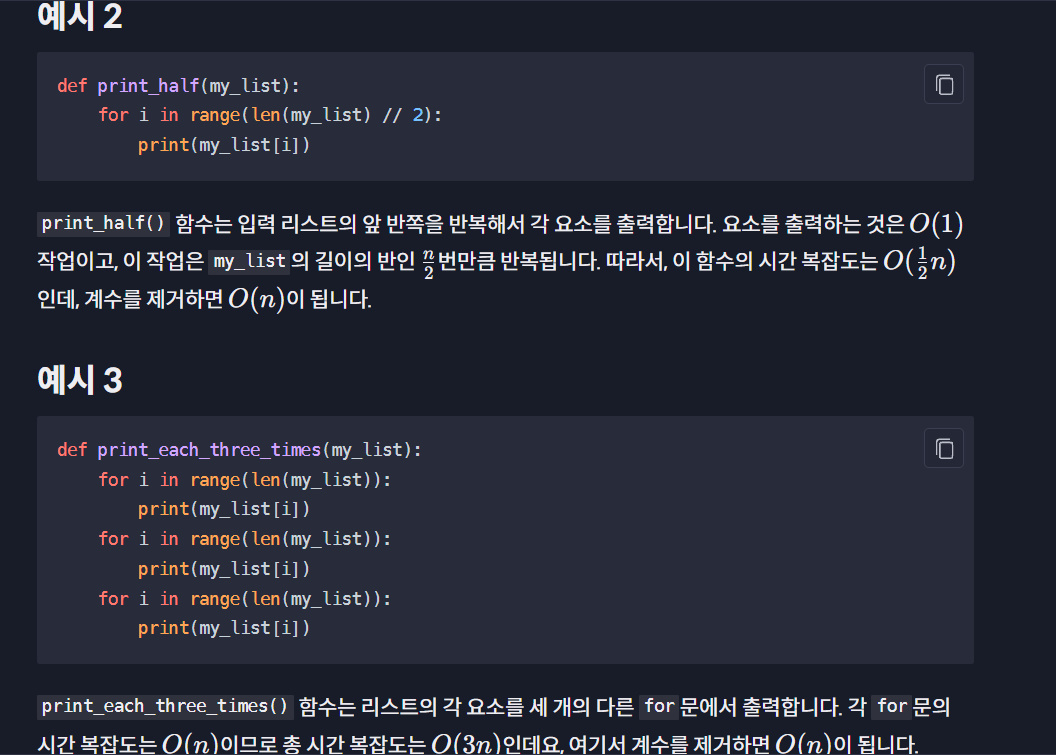 예시 2
def print_half(my_list):
    for i in range(len(my_list) // 2):
        print(my_list[i])
print_half() 함수는 입력 리스트의 앞 반쪽을 반복해서 각 요소를 출력합니다. 요소를 출력하는 것은 O(1)
작업이고, 이 작업은 my_list 의 길이의 반인 n/2 번만큼 반복됩니다. 따라서, 이 함수의 시간 복잡도는 O(1/2 n)
인데, 계수를 제거하면 O(n)이 됩니다.
예시 3
def print_each_three_times(my_list):
    for i in range(len(my_list)):
        print(my_list[i])
    for i in range(len(my_list)):
        print(my_list[i])
    for i in range(len(my_list)):
        print(my_list[i])
print_each_three_times() 함수는 리스트의 각 요소를 세 개의 다른 for 문에서 출력합니다. 각 for 문의
시간 복잡도는 O(n)이므로 총 시간 복잡도는 O(3n)인데요, 여기서 계수를 제거하면 O(n)이 됩니다.